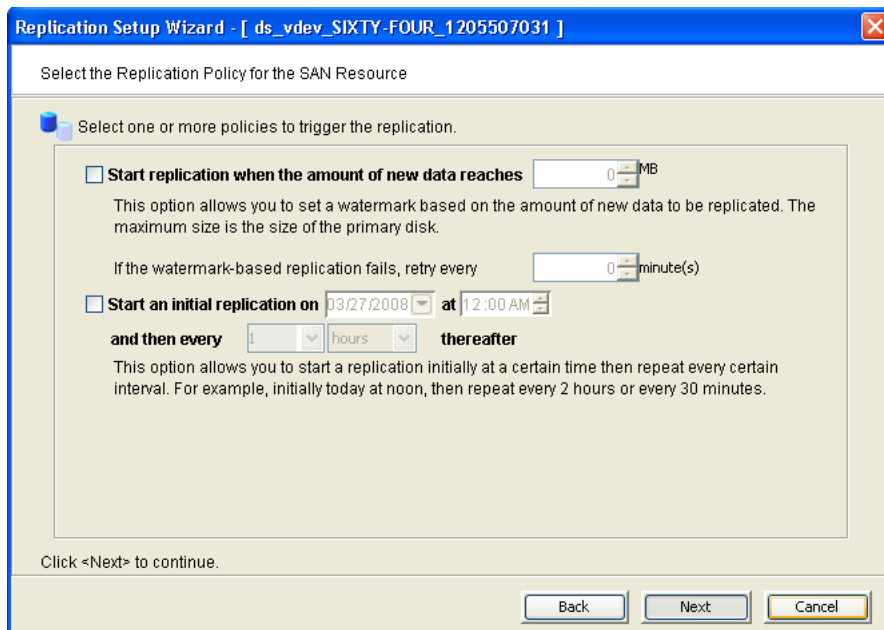 Replication Setup Wizard - [ ds_vdev_SIXTY-FOUR_1205507031 ]
Select the Replication Policy for the SAN Resource
Select one or more policies to trigger the replication.
Start replication when the amount of new data reaches 0 MB
This option allows you to set a watermark based on the amount of new data to be replicated. The
maximum size is the size of the primary disk.
If the watermark-based replication fails, retry every 0 minute(s)
Start an initial replication on 03/27/2008 at 12:00 AM
and then every 1 hours thereafter
This option allows you to start a replication initially at a certain time then repeat every certain
interval. For example, initially today at noon, then repeat every 2 hours or every 30 minutes.
Click <Next> to continue.
Back Next Cancel